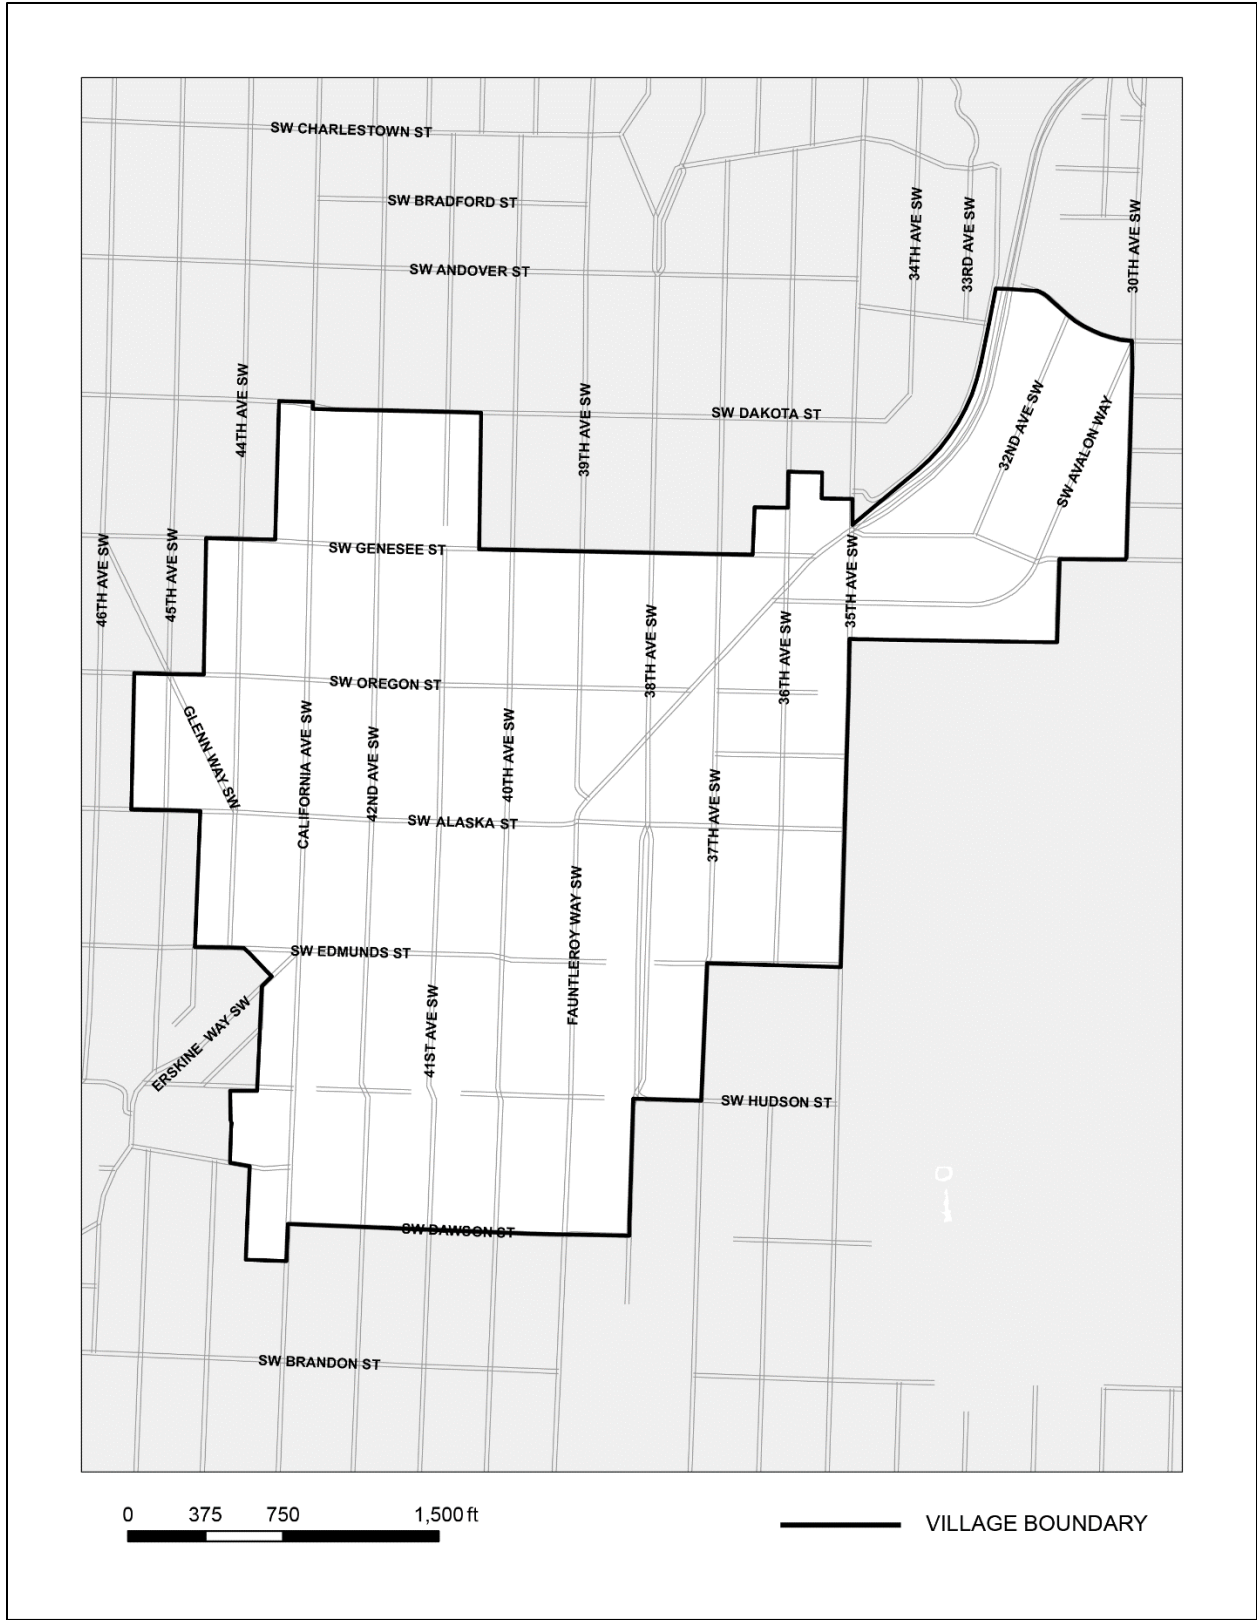 SW CHARLESTOWN ST
SW BRADFORD ST
34TH AVE SW
33RD AVE SW
30TH AVE SW
SW ANDOVER ST
44TH AVE SW
39TH AVE SW
SW DAKOTA ST
32ND AVE SW
SW AVALON WAY
46TH AVE SW
45TH AVE SW
SW GENESEE ST
35TH AVE SW
38TH AVE SW
36TH AVE SW
SW OREGON ST
GLENN WAY SW
CALIFORNIA AVE SW
42ND AVE SW
40TH AVE SW
37TH AVE SW
SW ALASKA ST
FAUNTLEROY WAY SW
SW EDMUNDS ST
41ST AVE SW
ERSKINE WAY SW
SW HUDSON ST
SW DAWSON ST
SW BRANDON ST
0 375 750 1,500 ft
VILLAGE BOUNDARY